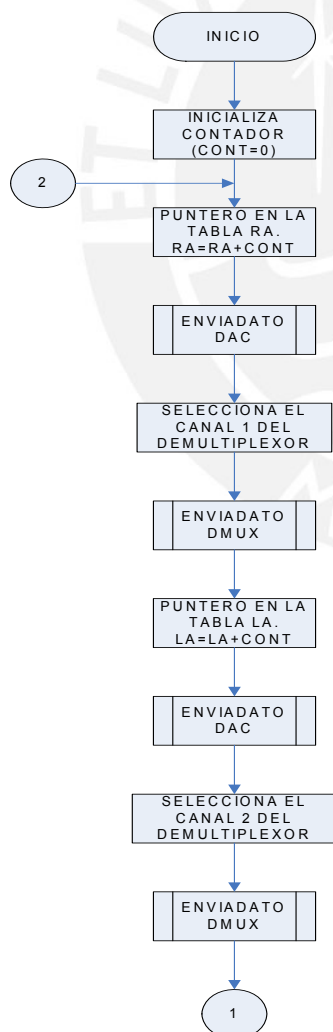 INICIO
INICIALIZA
CONTADOR
(CONT=0)
2
PUNTERO EN LA
TABLA RA.
RA=RA+CONT
ENVIADATO
DAC
SELECCIONA EL
CANAL 1 DEL
DEMULTIPLEXOR
ENVIADATO
DMUX
PUNTERO EN LA
TABLA LA.
LA=LA+CONT
ENVIADATO
DAC
SELECCIONA EL
CANAL 2 DEL
DEMULTIPLEXOR
ENVIADATO
DMUX
1